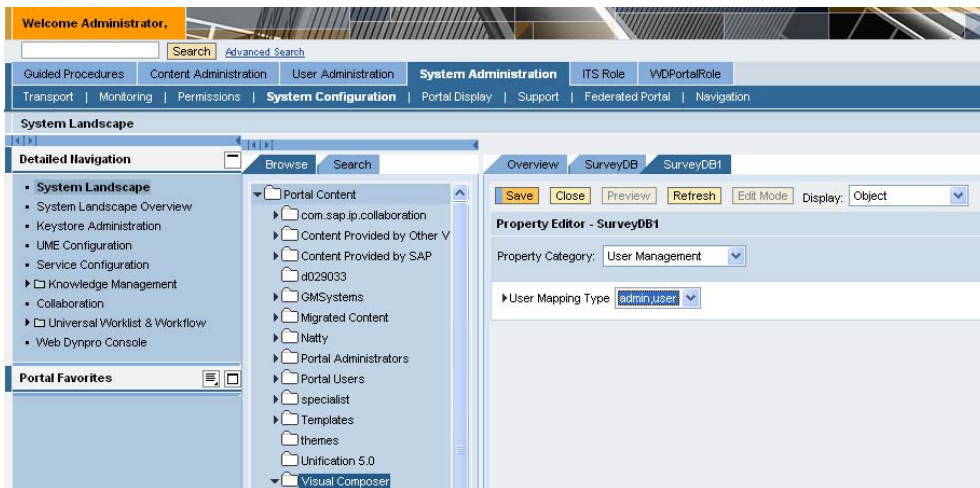 Welcome Administrator,
Search Advanced Search
Guided Procedures Content Administration User Administration System Administration ITS Role WDPortalRole
Transport | Monitoring | Permissions | System Configuration | Portal Display | Support | Federated Portal | Navigation
System Landscape
Detailed Navigation
System Landscape
System Landscape Overview
Keystore Administration
UME Configuration
Service Configuration
Knowledge Management
Collaboration
Universal Worklist & Workflow
Web Dynpro Console
Portal Favorites
Browse Search
Portal Content
com.sap.ip.collaboration
Content Provided by Other V
Content Provided by SAP
d029033
GMSystems
Migrated Content
Natty
Portal Administrators
Portal Users
specialist
Templates
themes
Unification 5.0
Visual Composer
Overview SurveyDB SurveyDB1
Save Close Preview Refresh Edit Mode Display: Object
Property Editor - SurveyDB1
Property Category: User Management
User Mapping Type admin,user